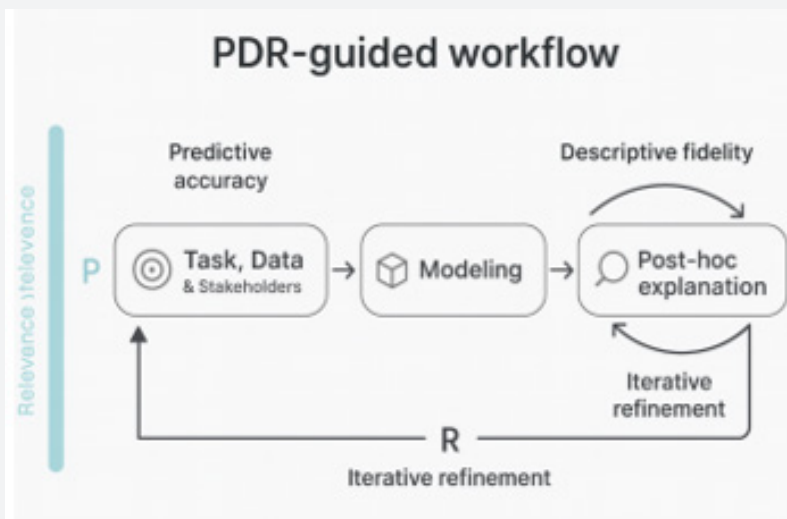 PDR-guided workflow
Predictive
accuracy
Descriptive fidelity
Relevance
P
Task, Data
& Stakeholders
Modeling
Post-hoc
explanation
Iterative
refinement
R
Iterative refinement